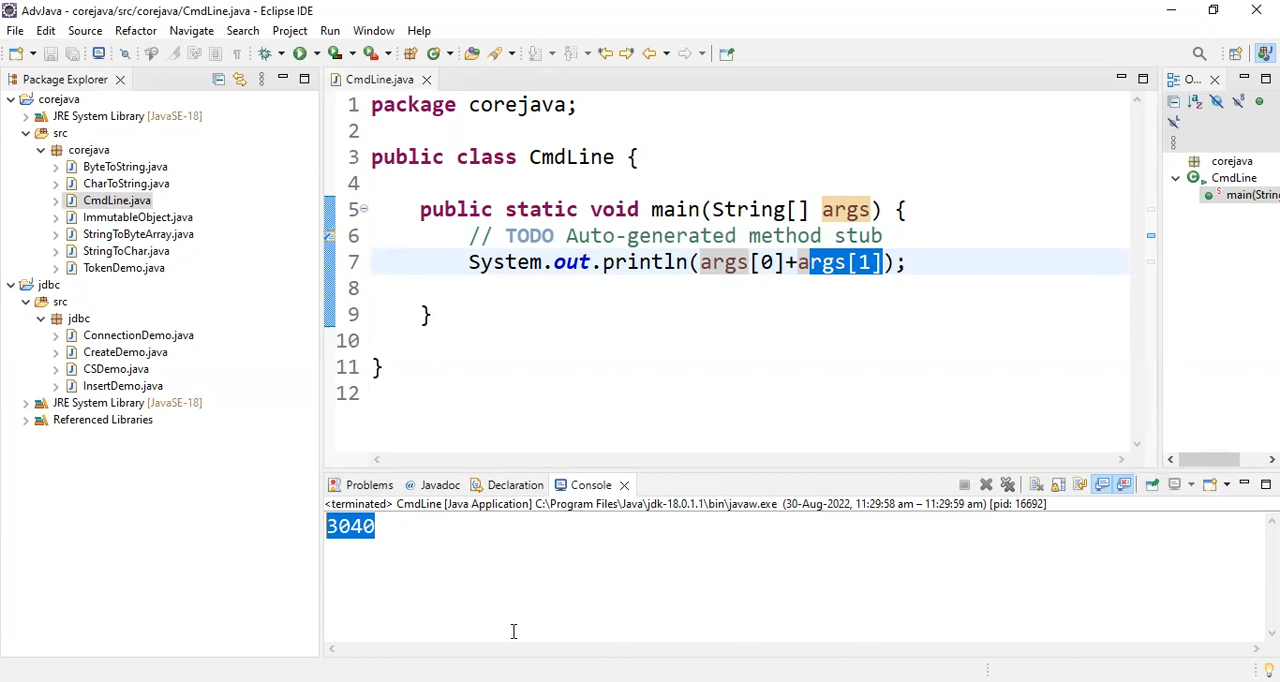 AdvJava - corejava/src/corejava/CmdLine.java - Eclipse IDE
File Edit Source Refactor Navigate Search Project Run Window Help
Package Explorer
corejava
JRE System Library [JavaSE-18]
src
corejava
ByteToString.java
CharToString.java
CmdLine.java
ImmutableObject.java
StringToByteArray.java
StringToChar.java
TokenDemo.java
jdbc
src
jdbc
ConnectionDemo.java
CreateDemo.java
CSDemo.java
InsertDemo.java
JRE System Library [JavaSE-18]
Referenced Libraries
CmdLine.java
1 package corejava;
2
3 public class CmdLine {
4
5 public static void main(String[] args) {
6 // TODO Auto-generated method stub
7 System.out.println(args[0]+args[1]);
8
9 }
10
11 }
12
O...
corejava
CmdLine
main(String
Problems Javadoc Declaration Console
<terminated> CmdLine [Java Application] C:\Program Files\Java\jdk-18.0.1.1\bin\javaw.exe (30-Aug-2022, 11:29:58 am – 11:29:59 am) [pid: 16692]
3040